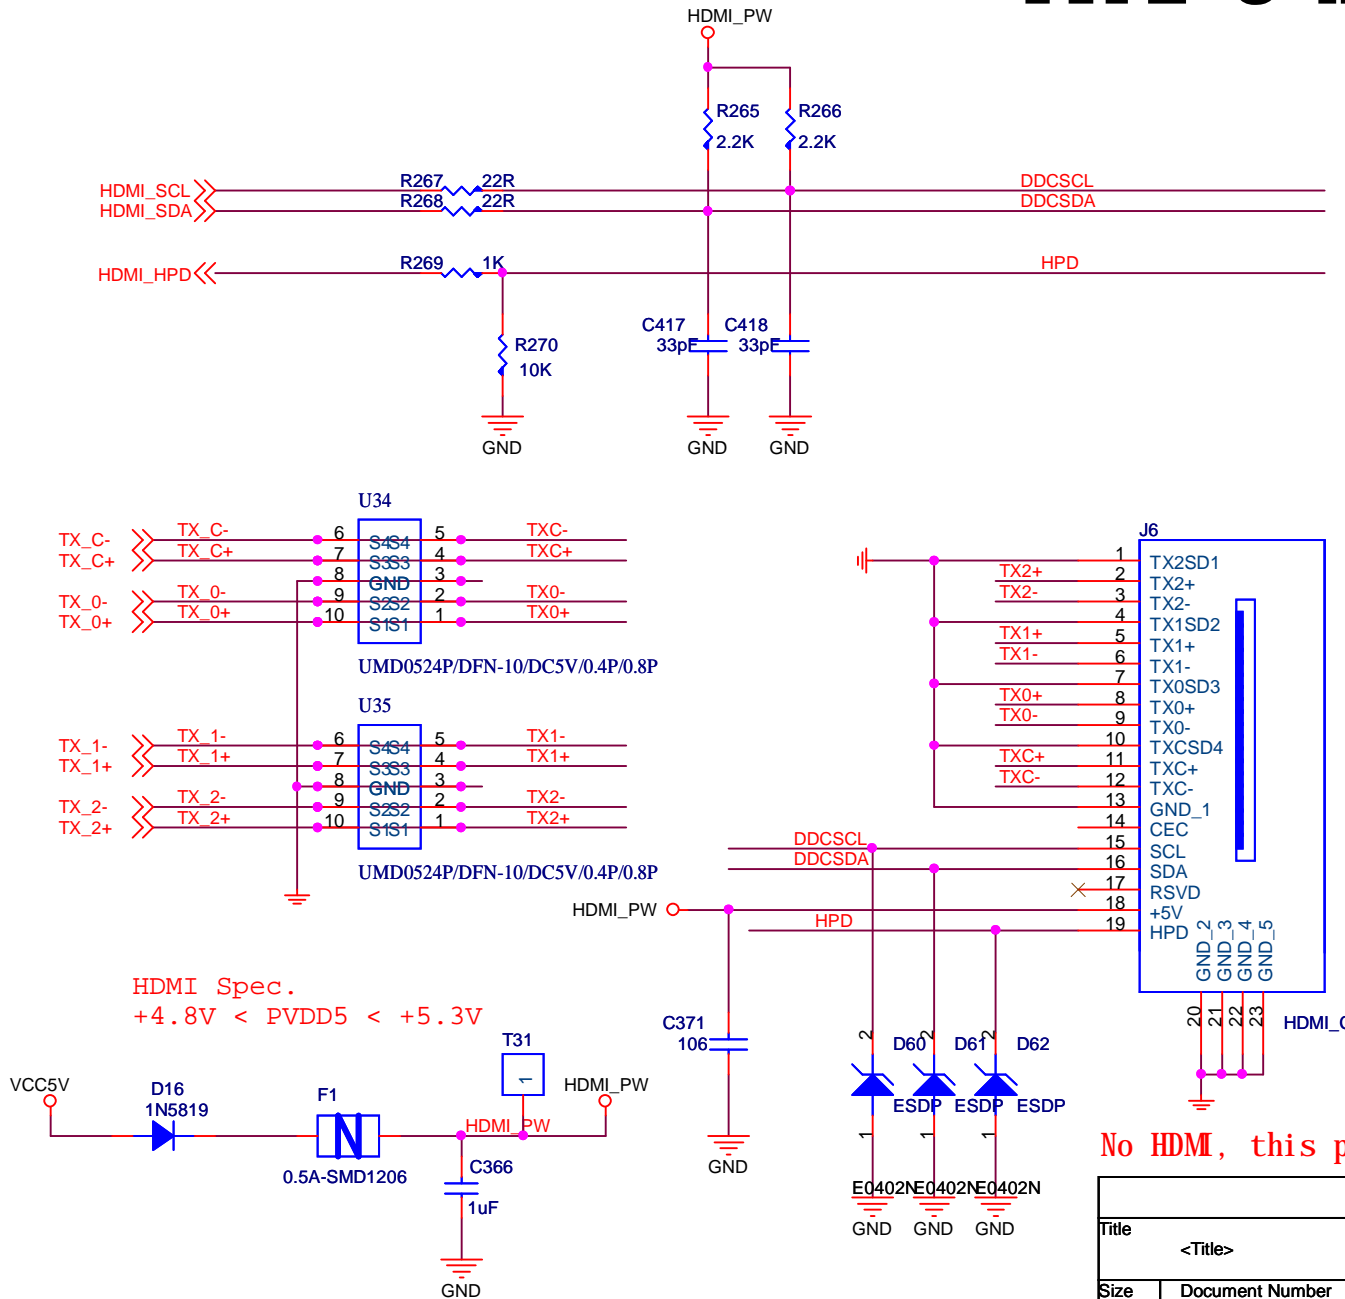 HDMI_PW
R265
2.2K
R266
2.2K
HDMI_SCL
R267
22R
DDCSCL
HDMI_SDA
R268
22R
DDCSDA
HDMI_HPD
R269
1K
HPD
R270
10K
C417
33pF
C418
33pF
GND
GND
GND
U34
TX_C-
TX_C-
6
S4S4
5
TXC-
TX_C+
TX_C+
7
S3S3
4
TXC+
8
GND
3
TX_0-
TX_0-
9
S2S2
2
TX0-
TX_0+
TX_0+
10
S1S1
1
TX0+
UMD0524P/DFN-10/DC5V/0.4P/0.8P
U35
TX_1-
TX_1-
6
S4S4
5
TX1-
TX_1+
TX_1+
7
S3S3
4
TX1+
8
GND
3
TX_2-
TX_2-
9
S2S2
2
TX2-
TX_2+
TX_2+
10
S1S1
1
TX2+
UMD0524P/DFN-10/DC5V/0.4P/0.8P
J6
1
TX2SD1
TX2+
2
TX2+
TX2-
3
TX2-
4
TX1SD2
TX1+
5
TX1+
TX1-
6
TX1-
7
TX0SD3
TX0+
8
TX0+
TX0-
9
TX0-
10
TXCSD4
TXC+
11
TXC+
TXC-
12
TXC-
13
GND_1
14
CEC
DDCSCL
15
SCL
DDCSDA
16
SDA
17
RSVD
HDMI_PW
18
+5V
HPD
19
HPD
GND_2
GND_3
GND_4
GND_5
20
21
22
23
C371
106
GND
2
D60
ESDP
1
E0402N
GND
2
D61
ESDP
1
E0402N
GND
2
D62
ESDP
1
E0402N
GND
HDMI Spec.
+4.8V < PVDD5 < +5.3V
VCC5V
D16
1N5819
F1
0.5A-SMD1206
T31
1
HDMI_PW
HDMI_PW
C366
1uF
GND
No HDMI, this
Title
<Title>
Size
Document Number